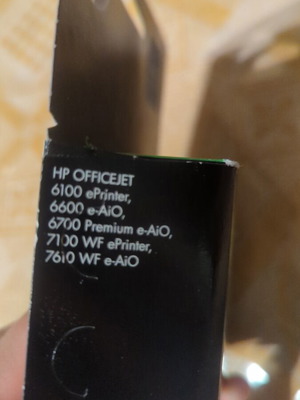 HP OFFICEJET
6100 ePrinter,
6600 e-AiO,
6700 Premium e-AiO,
7100 WF ePrinter,
7610 WF e-AiO